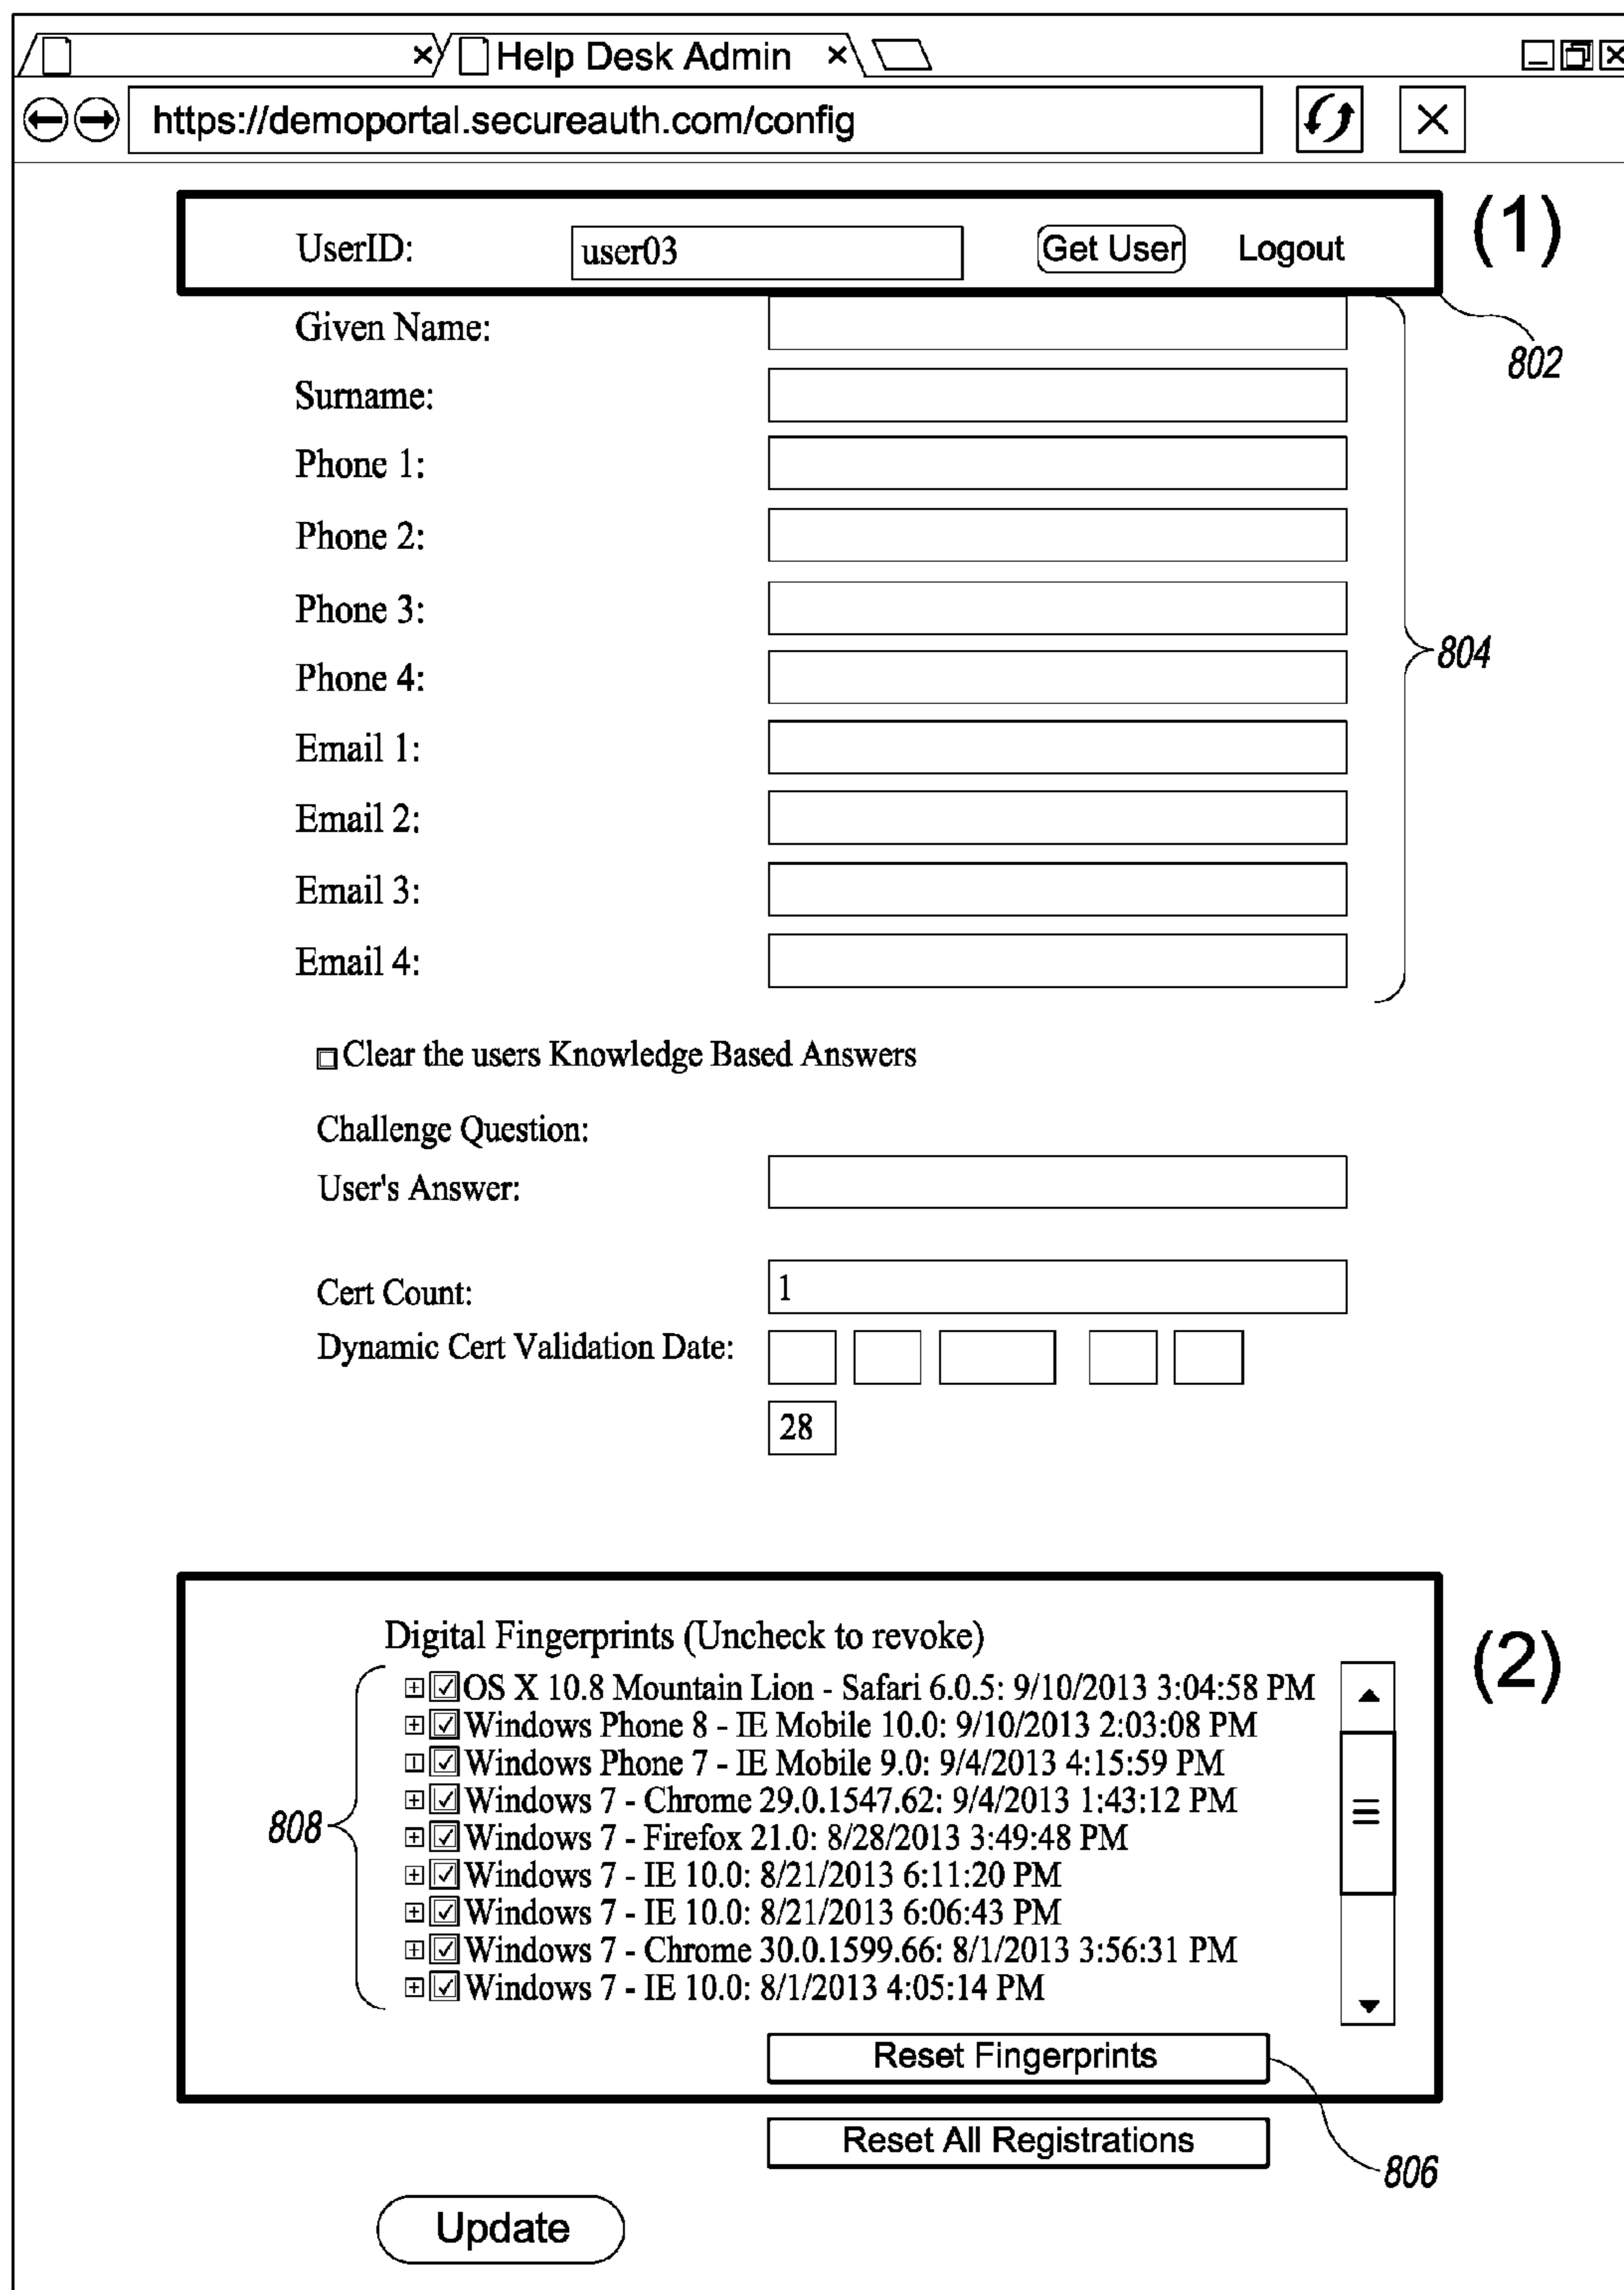 Help Desk Admin
https://demoportal.secureauth.com/config
(1)
UserID: user03 Get User Logout
802
Given Name:
Surname:
Phone 1:
Phone 2:
Phone 3:
804
Phone 4:
Email 1:
Email 2:
Email 3:
Email 4:
Clear the users Knowledge Based Answers
Challenge Question:
User's Answer:
Cert Count: 1
Dynamic Cert Validation Date:
28
Digital Fingerprints (Uncheck to revoke)
(2)
OS X 10.8 Mountain Lion - Safari 6.0.5: 9/10/2013 3:04:58 PM
Windows Phone 8 - IE Mobile 10.0: 9/10/2013 2:03:08 PM
Windows Phone 7 - IE Mobile 9.0: 9/4/2013 4:15:59 PM
Windows 7 - Chrome 29.0.1547.62: 9/4/2013 1:43:12 PM
808
Windows 7 - Firefox 21.0: 8/28/2013 3:49:48 PM
Windows 7 - IE 10.0: 8/21/2013 6:11:20 PM
Windows 7 - IE 10.0: 8/21/2013 6:06:43 PM
Windows 7 - Chrome 30.0.1599.66: 8/1/2013 3:56:31 PM
Windows 7 - IE 10.0: 8/1/2013 4:05:14 PM
Reset Fingerprints
Reset All Registrations
806
Update